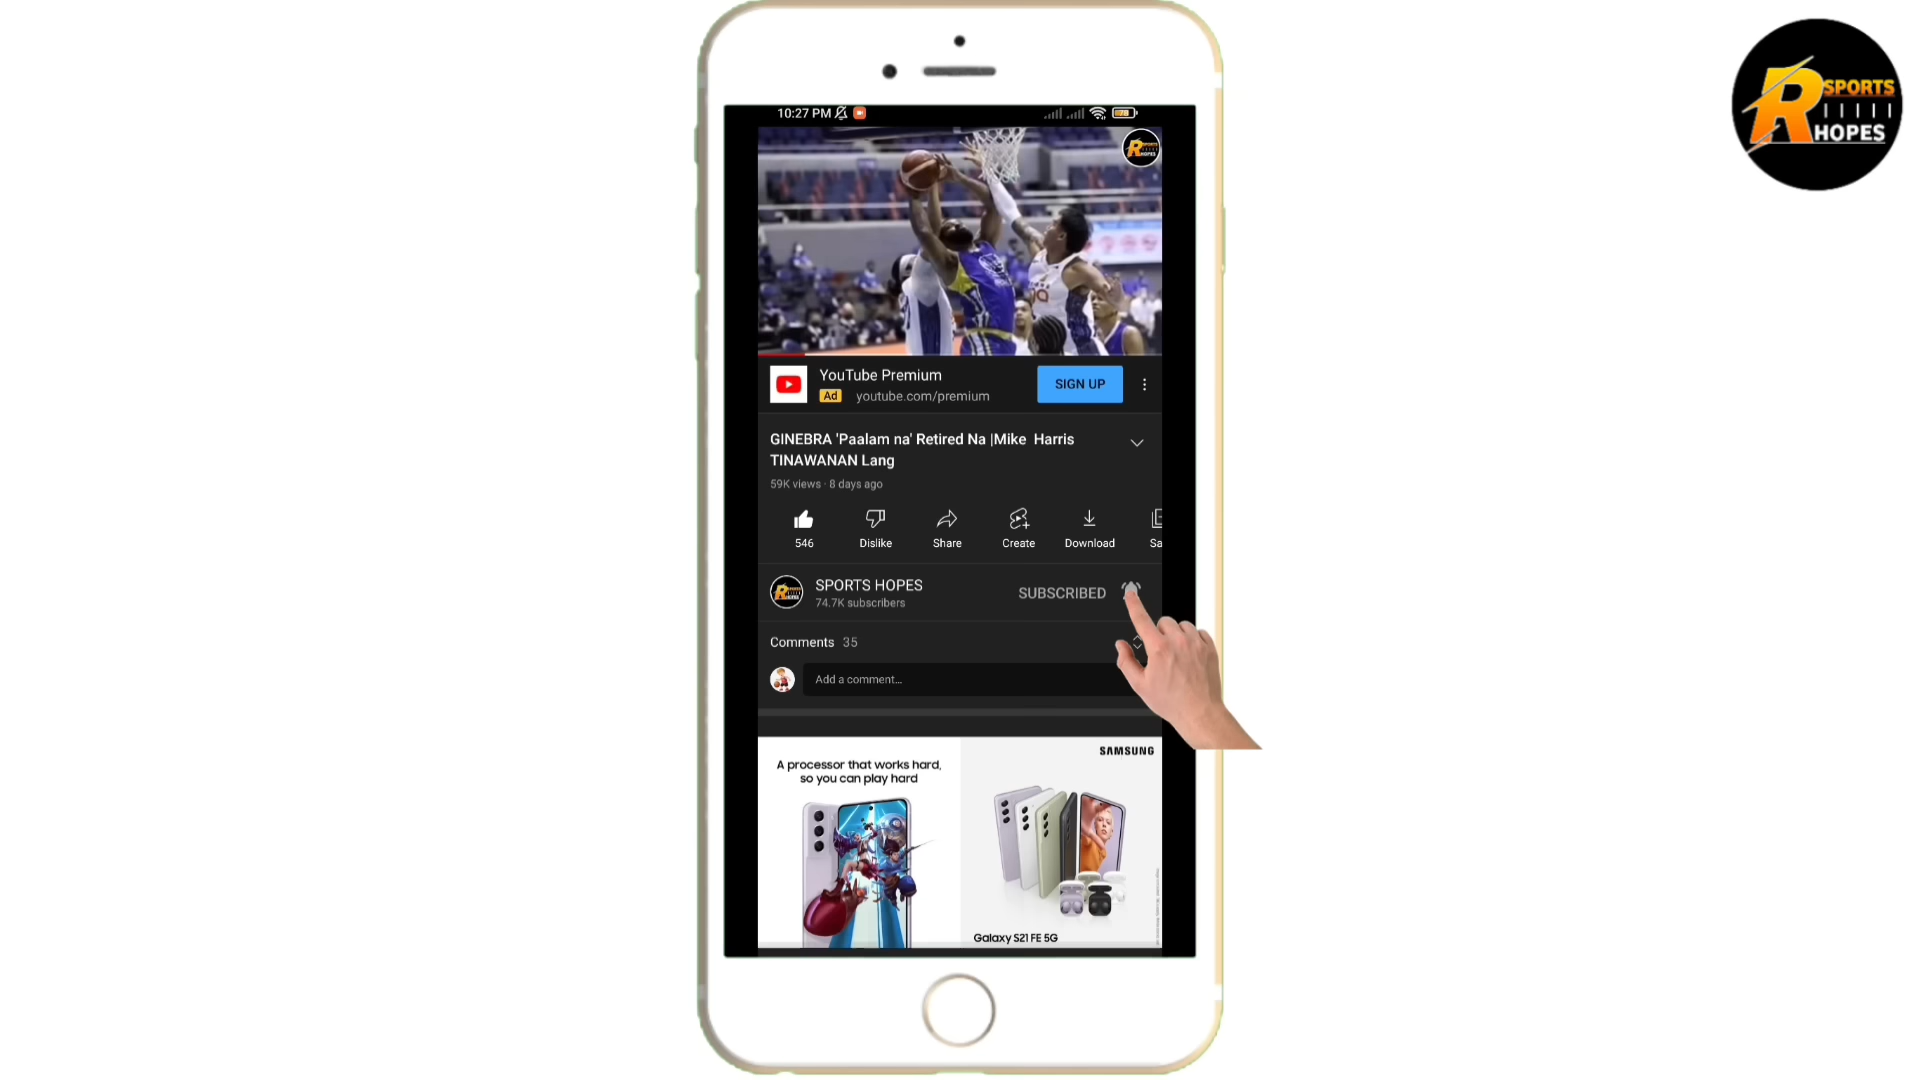 10:27 PM
YouTube Premium
Ad youtube.com/premium
SIGN UP
GINEBRA 'Paalam na' Retired Na |Mike Harris
TINAWANAN Lang
59K views · 8 days ago
546
Dislike
Share
Create
Download
Sa
SPORTS HOPES
74.7K subscribers
SUBSCRIBED
Comments 35
Add a comment...
A processor that works hard,
so you can play hard
SAMSUNG
Galaxy S21 FE 5G
R SPORTS
HOPES